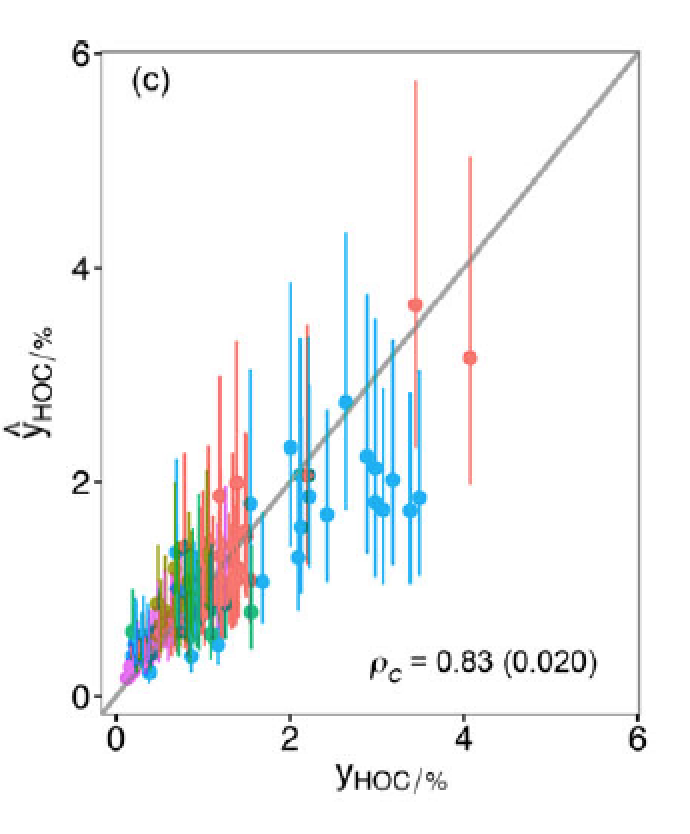 (c)
6
4
2
0
ŷHOC/%
ρc = 0.83 (0.020)
0 2 4 6
yHOC/%